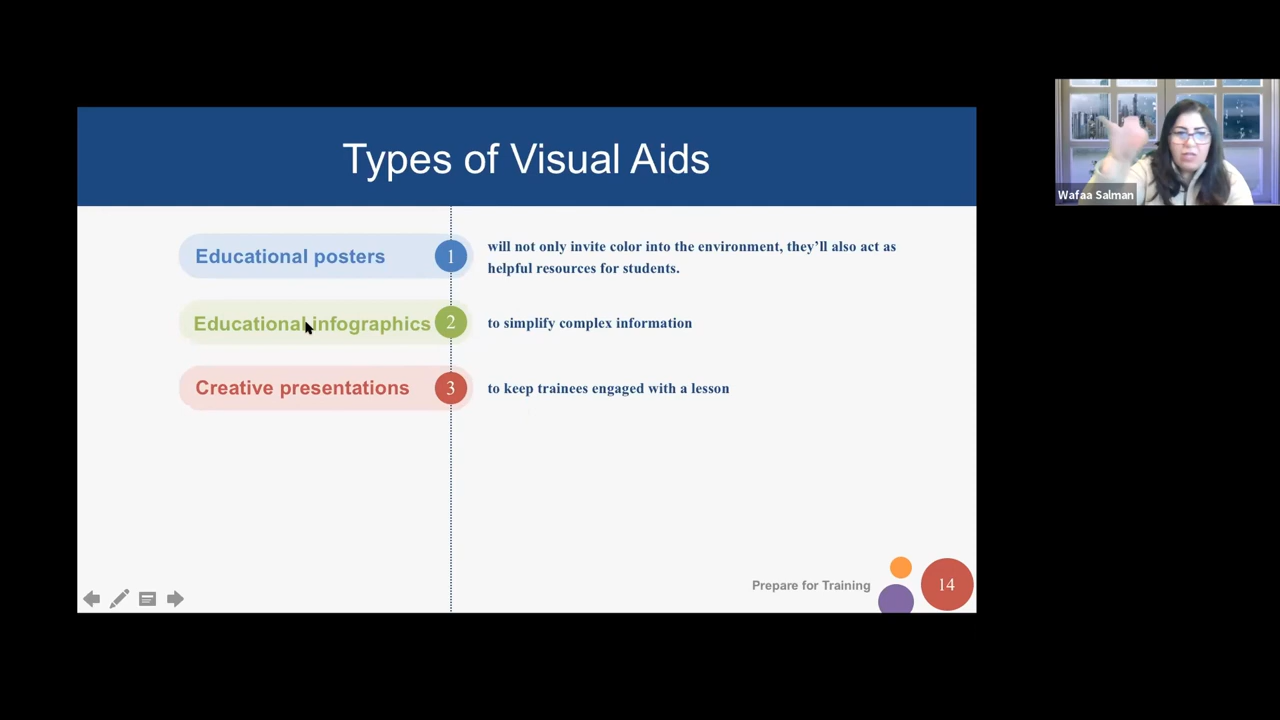 Types of Visual Aids
Educational posters
1
will not only invite color into the environment, they'll also act as
helpful resources for students.
Educational infographics
2
to simplify complex information
Creative presentations
3
to keep trainees engaged with a lesson
Prepare for Training
14
Wafaa Salman